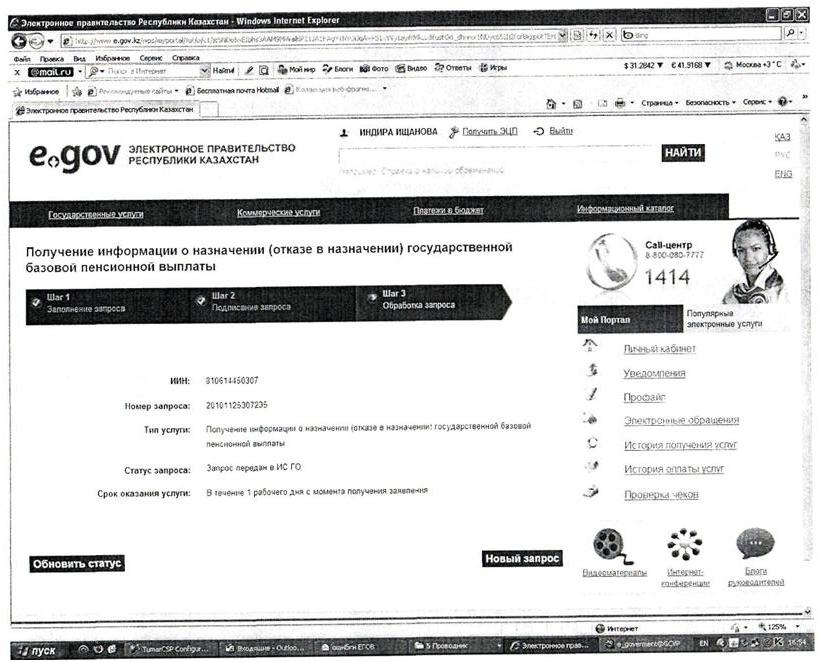 Электронное правительство Республики Казахстан - Windows Internet Explorer
Файл Правка Вид Избранное Сервис Справка
@mail.ru Поиск в Интернет Найти! Мой мир Блоги Фото Видео Ответы Игры $ 31.2842 ▼ € 41.9168 ▼ Москва +3 °C
Избранное Рекомендуемые сайты Бесплатная почта Hotmail Коллекция веб-фрагме...
Электронное правительство Республики Казахстан
Страница Безопасность Сервис
ИНДИРА ИЩАНОВА Получить ЭЦП Выйти
e.gov ЭЛЕКТРОННОЕ ПРАВИТЕЛЬСТВО
РЕСПУБЛИКИ КАЗАХСТАН
НАЙТИ
Например: Справка о наличии обременений
ҚАЗ
РУС
ENG
Государственные услуги Коммерческие услуги Платежи в бюджет Информационный каталог
Получение информации о назначении (отказе в назначении) государственной
базовой пенсионной выплаты
Call-центр
8-800-080-7777
1414
Шаг 1 Шаг 2 Шаг 3
Заполнение запроса Подписание запроса Обработка запроса
Мой Портал Популярные
электронные услуги
Личный кабинет
Уведомления
Профайл
Электронные обращения
История получения услуг
История оплаты услуг
Проверка чеков
ИИН: 810614450307
Номер запроса: 20101125307235
Тип услуги: Получение информации о назначении (отказе в назначении) государственной базовой
пенсионной выплаты
Статус запроса: Запрос передан в ИС ГО
Срок оказания услуги: В течение 1 рабочего дня с момента получения заявления
Обновить статус Новый запрос
Видеоматериалы Интернет-
конференции Блоги
руководителей
Интернет 125%
пуск TumarCSP Configur... Входящие - Outloo... ошибки ЕГОВ 5 Проводник Электронное прав... e_goverment@GCVP EN 16:54